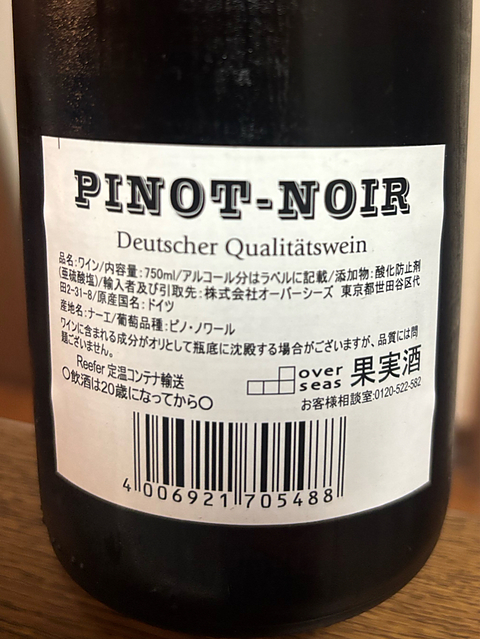 PINOT-NOIR
Deutscher Qualitätswein
品名:ワイン/内容量:750ml/アルコール分はラベルに記載/添加物:酸化防止剤
(亜硫酸塩)/輸入者及び引取先:株式会社オーバーシーズ 東京都世田谷区代
田2-31-8/原産国名:ドイツ
産地名:ナーエ/葡萄品種:ピノ・ノワール
ワインに含まれる成分がオリとして瓶底に沈殿する場合がございますが、品質には問
題ございません。
Reefer 定温コンテナ輸送
○飲酒は20歳になってから○
over
seas
果実酒
お客様相談室:0120-522-582
4 006921 705488